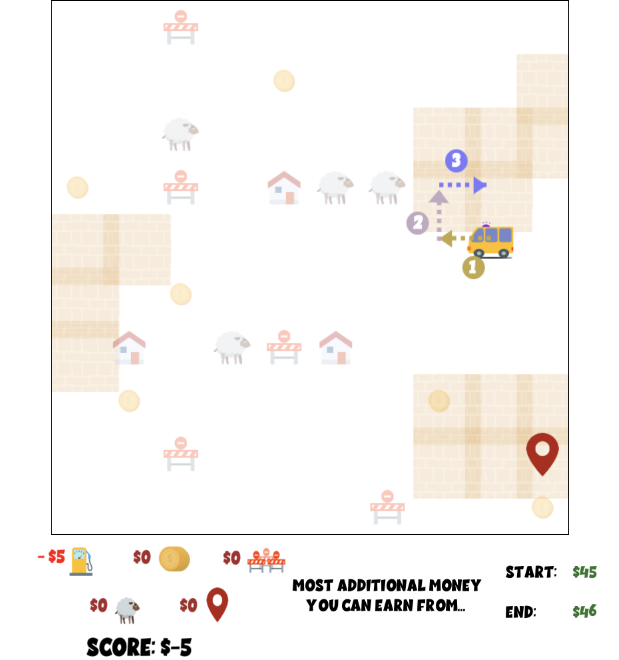 3
2
1
- $5
$0
$0
$0
$0
SCORE: $-5
MOST ADDITIONAL MONEY
YOU CAN EARN FROM...
START: $45
END: $46